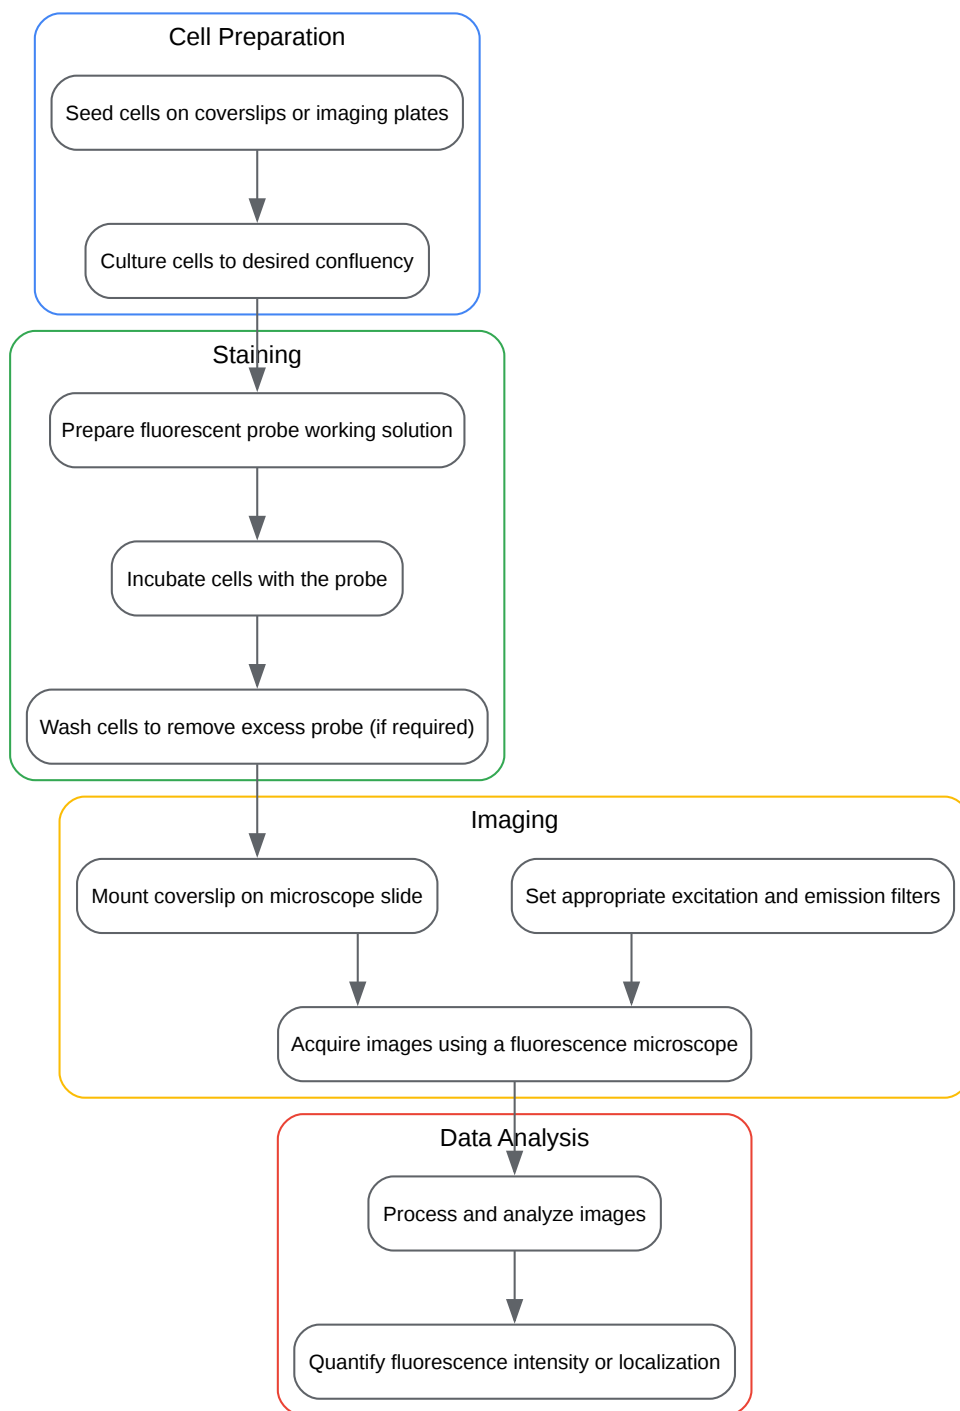 Cell Preparation
Seed cells on coverslips or imaging plates
Culture cells to desired confluency
Staining
Prepare fluorescent probe working solution
Incubate cells with the probe
Wash cells to remove excess probe (if required)
Imaging
Mount coverslip on microscope slide
Set appropriate excitation and emission filters
Acquire images using a fluorescence microscope
Data Analysis
Process and analyze images
Quantify fluorescence intensity or localization